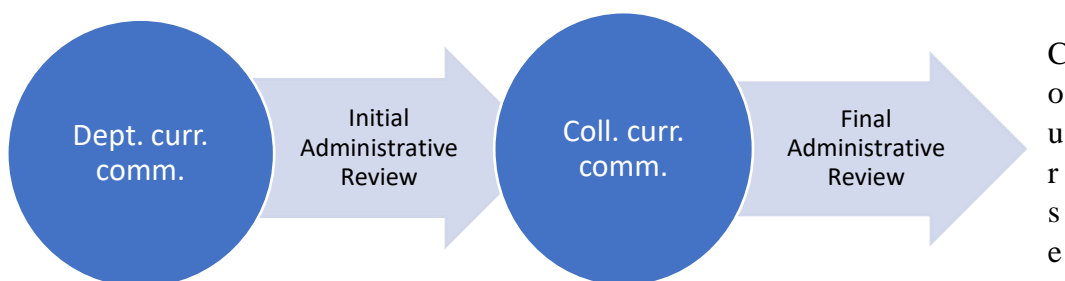 Dept. curr.
comm.
Initial
Administrative
Review
Coll. curr.
comm.
Final
Administrative
Review
C
o
u
r
s
e